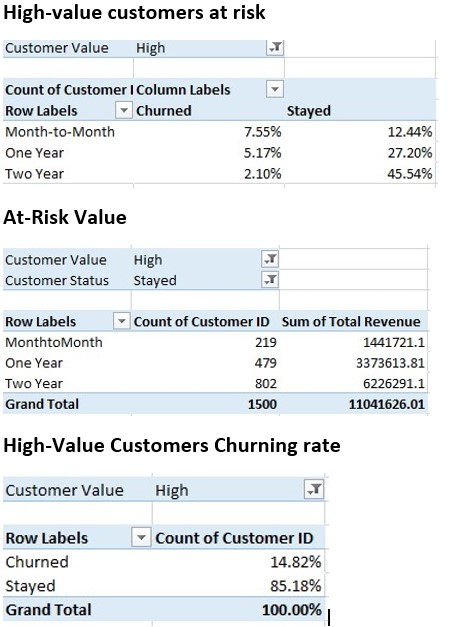 High-value customers at risk
Customer Value High
Count of Customer I Column Labels
Row Labels Churned Stayed
Month-to-Month 7.55% 12.44%
One Year 5.17% 27.20%
Two Year 2.10% 45.54%
At-Risk Value
Customer Value High
Customer Status Stayed
Row Labels Count of Customer ID Sum of Total Revenue
MonthtoMonth 219 1441721.1
One Year 479 3373613.81
Two Year 802 6226291.1
Grand Total 1500 11041626.01
High-Value Customers Churning rate
Customer Value High
Row Labels Count of Customer ID
Churned 14.82%
Stayed 85.18%
Grand Total 100.00%